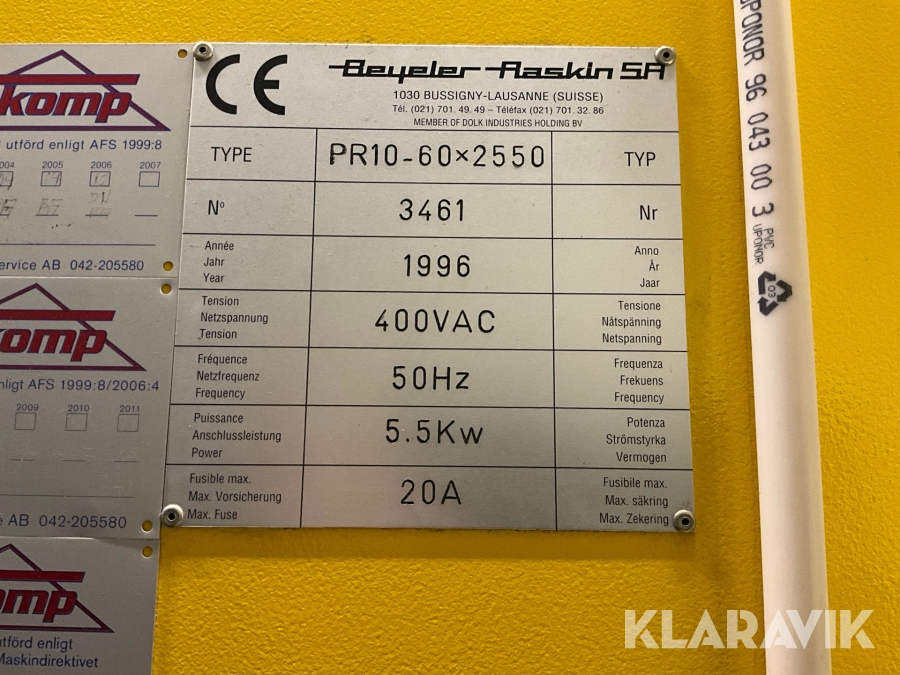 komp
utförd enligt AFS 1999:8
2004 2005 2006 2007
ervice AB 042-205580
omp
nligt AFS 1999:8/2006:4
2009 2010 2011
e AB 042-205580
omp
utförd enligt
Maskindirektivet
CE
Beyeler Raskin SA
1030 BUSSIGNY-LAUSANNE (SUISSE)
Tél. (021) 701. 49. 49 – Téléfax (021) 701. 32. 86
MEMBER OF DOLK INDUSTRIES HOLDING BV
TYPE PR10-60×2550 TYP
Nº 3461 Nr
Année
Jahr
Year
1996
Anno
År
Jaar
Tension
Netzspannung
Tension
400VAC
Tensione
Nätspänning
Netspanning
Fréquence
Netzfrequenz
Frequency
50Hz
Frequenza
Frekuens
Frequency
Puissance
Anschlussleistung
Power
5.5Kw
Potenza
Strömstyrka
Vermogen
Fusible max.
Max. Vorsicherung
Max. Fuse
20A
Fusibile max.
Max. säkring
Max. Zekering
UPONOR 96 043 00 3 PVC
UPONOR
03
KLARAVIK